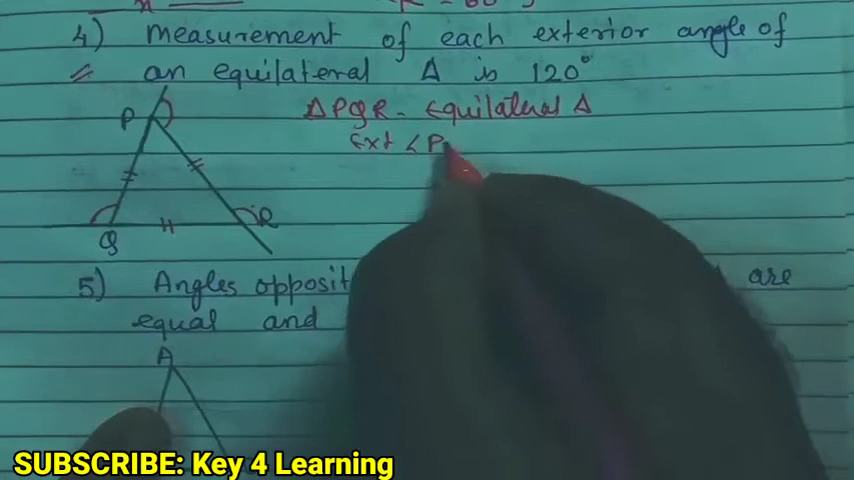 4) Measurement of each exterior angle of
an equilateral Δ is 120°
ΔPQR - Equilateral Δ
Ext < P
P
Q
R
5) Angles opposit are
equal and
A
SUBSCRIBE: Key 4 Learning